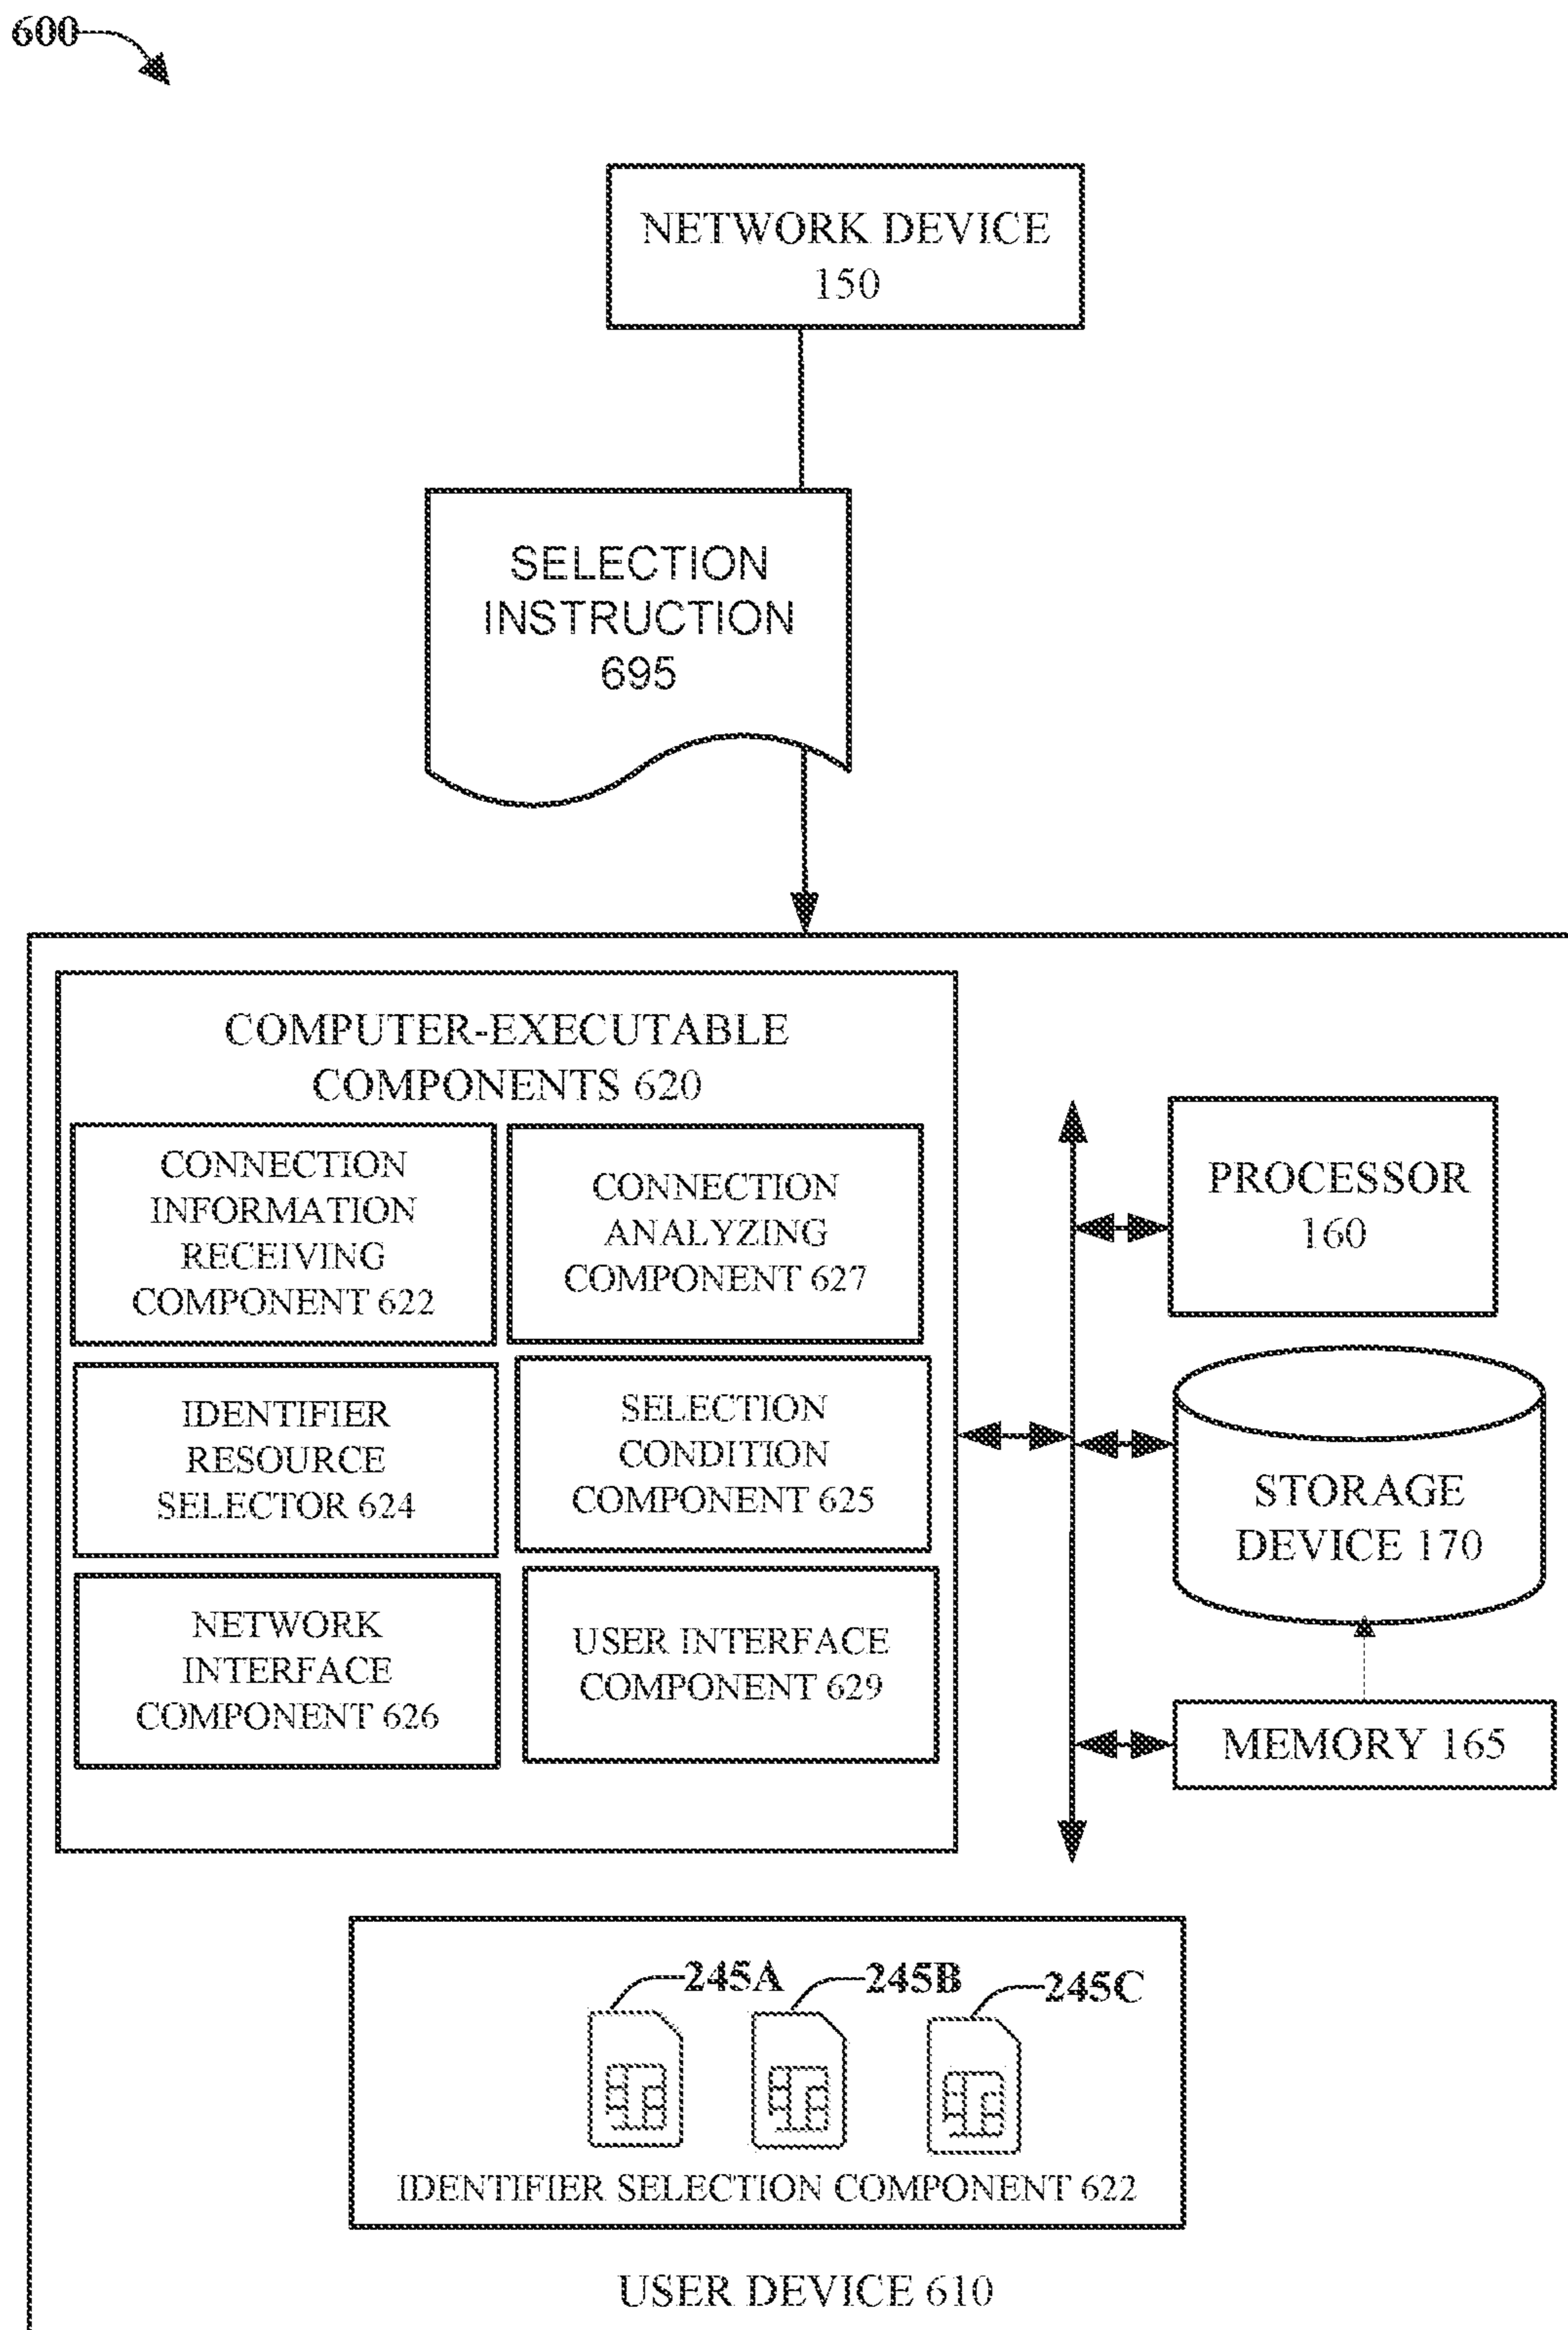 600
NETWORK DEVICE
150
SELECTION
INSTRUCTION
695
COMPUTER-EXECUTABLE
COMPONENTS 620
CONNECTION
INFORMATION
RECEIVING
COMPONENT 622
CONNECTION
ANALYZING
COMPONENT 627
IDENTIFIER
RESOURCE
SELECTOR 624
SELECTION
CONDITION
COMPONENT 625
NETWORK
INTERFACE
COMPONENT 626
USER INTERFACE
COMPONENT 629
PROCESSOR
160
STORAGE
DEVICE 170
MEMORY 165
245A
245B
245C
IDENTIFIER SELECTION COMPONENT 622
USER DEVICE 610